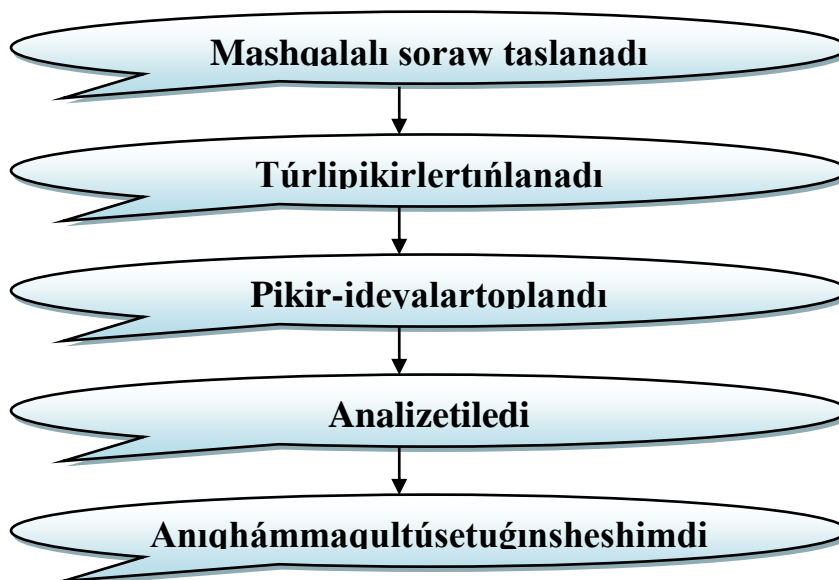 Mashqalalı soraw taslanadı
Túrlipikirlertıńlanadı
Pikir-ideyalartoplandı
Analizetiledi
Anıqhámmaqultúsetuǵınsheshimdi